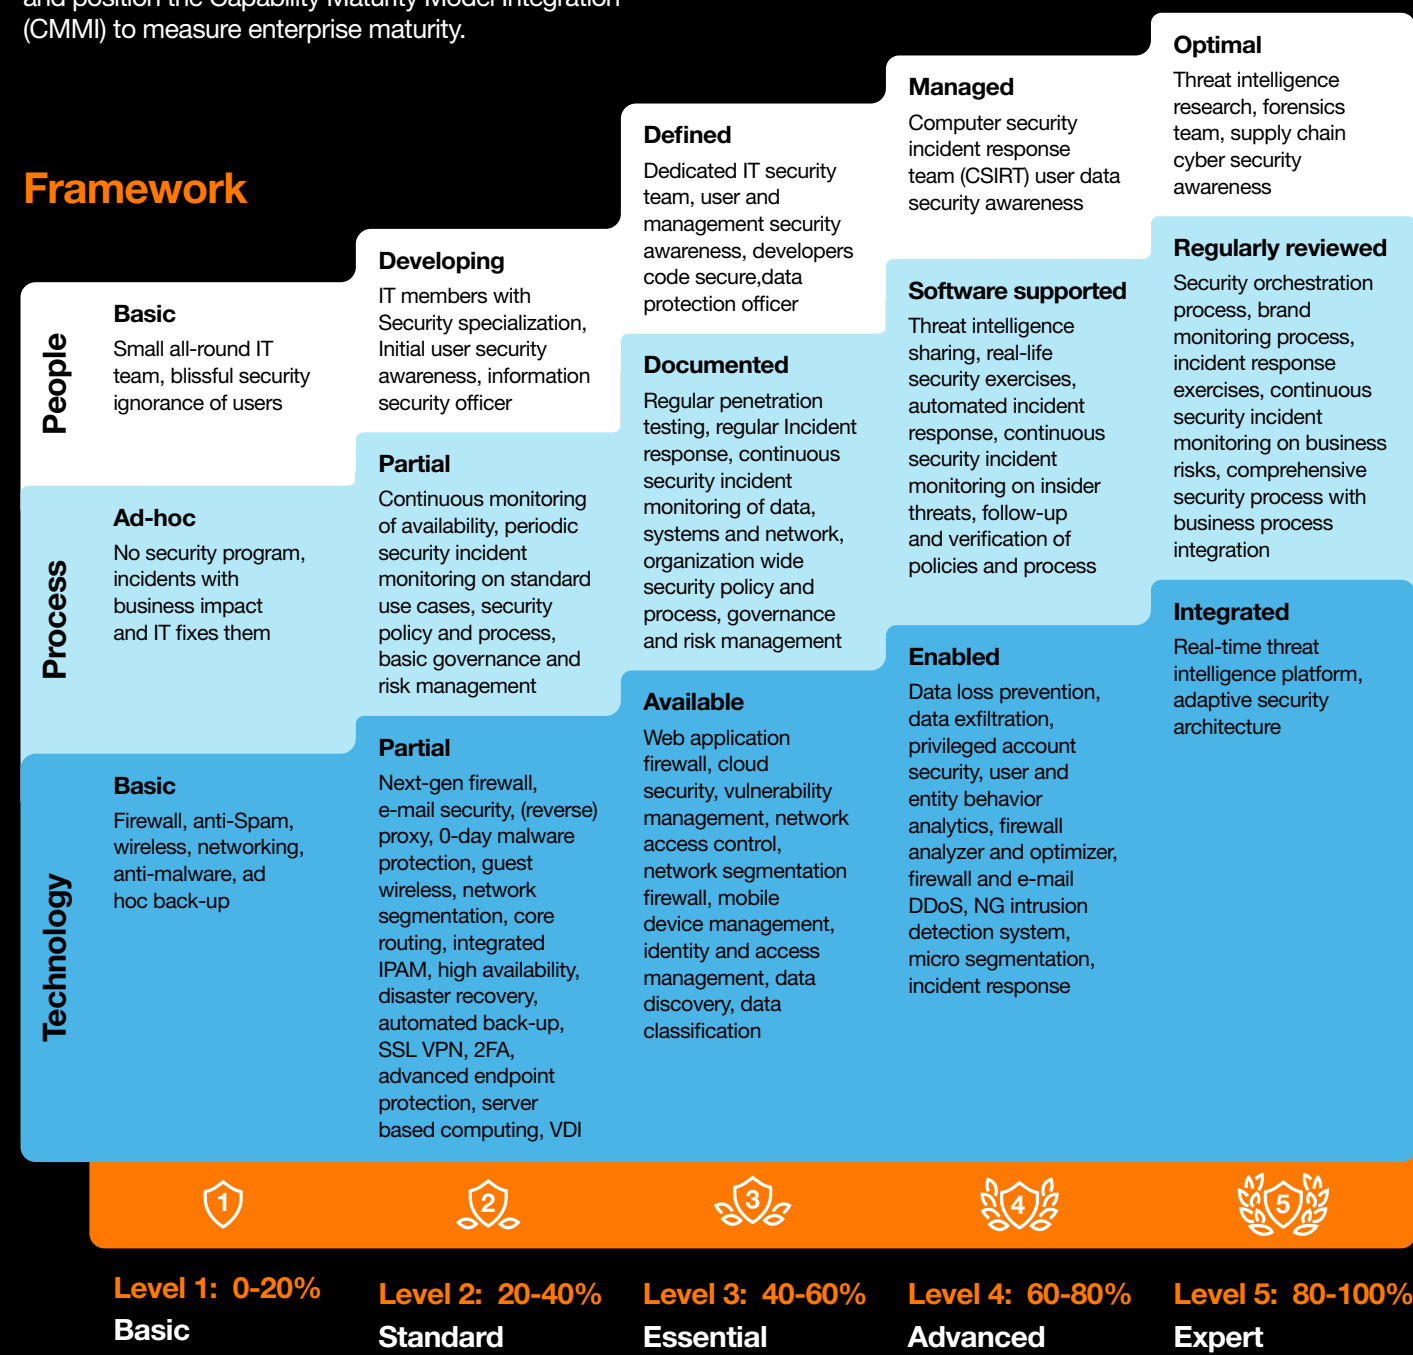 and position the Capability Maturity Model Integration
(CMMI) to measure enterprise maturity.
Framework
People
Basic
Small all-round IT
team, blissful security
ignorance of users
Developing
IT members with
Security specialization,
Initial user security
awareness, information
security officer
Defined
Dedicated IT security
team, user and
management security
awareness, developers
code secure,data
protection officer
Managed
Computer security
incident response
team (CSIRT) user data
security awareness
Optimal
Threat intelligence
research, forensics
team, supply chain
cyber security
awareness
Process
Ad-hoc
No security program,
incidents with
business impact
and IT fixes them
Partial
Continuous monitoring
of availability, periodic
security incident
monitoring on standard
use cases, security
policy and process,
basic governance and
risk management
Documented
Regular penetration
testing, regular Incident
response, continuous
security incident
monitoring of data,
systems and network,
organization wide
security policy and
process, governance
and risk management
Software supported
Threat intelligence
sharing, real-life
security exercises,
automated incident
response, continuous
security incident
monitoring on insider
threats, follow-up
and verification of
policies and process
Regularly reviewed
Security orchestration
process, brand
monitoring process,
incident response
exercises, continuous
security incident
monitoring on business
risks, comprehensive
security process with
business process
integration
Technology
Basic
Firewall, anti-Spam,
wireless, networking,
anti-malware, ad
hoc back-up
Partial
Next-gen firewall,
e-mail security, (reverse)
proxy, 0-day malware
protection, guest
wireless, network
segmentation, core
routing, integrated
IPAM, high availability,
disaster recovery,
automated back-up,
SSL VPN, 2FA,
advanced endpoint
protection, server
based computing, VDI
Available
Web application
firewall, cloud
security, vulnerability
management, network
access control,
network segmentation
firewall, mobile
device management,
identity and access
management, data
discovery, data
classification
Enabled
Data loss prevention,
data exfiltration,
privileged account
security, user and
entity behavior
analytics, firewall
analyzer and optimizer,
firewall and e-mail
DDoS, NG intrusion
detection system,
micro segmentation,
incident response
Integrated
Real-time threat
intelligence platform,
adaptive security
architecture
1
2
3
4
5
Level 1: 0-20%
Basic
Level 2: 20-40%
Standard
Level 3: 40-60%
Essential
Level 4: 60-80%
Advanced
Level 5: 80-100%
Expert